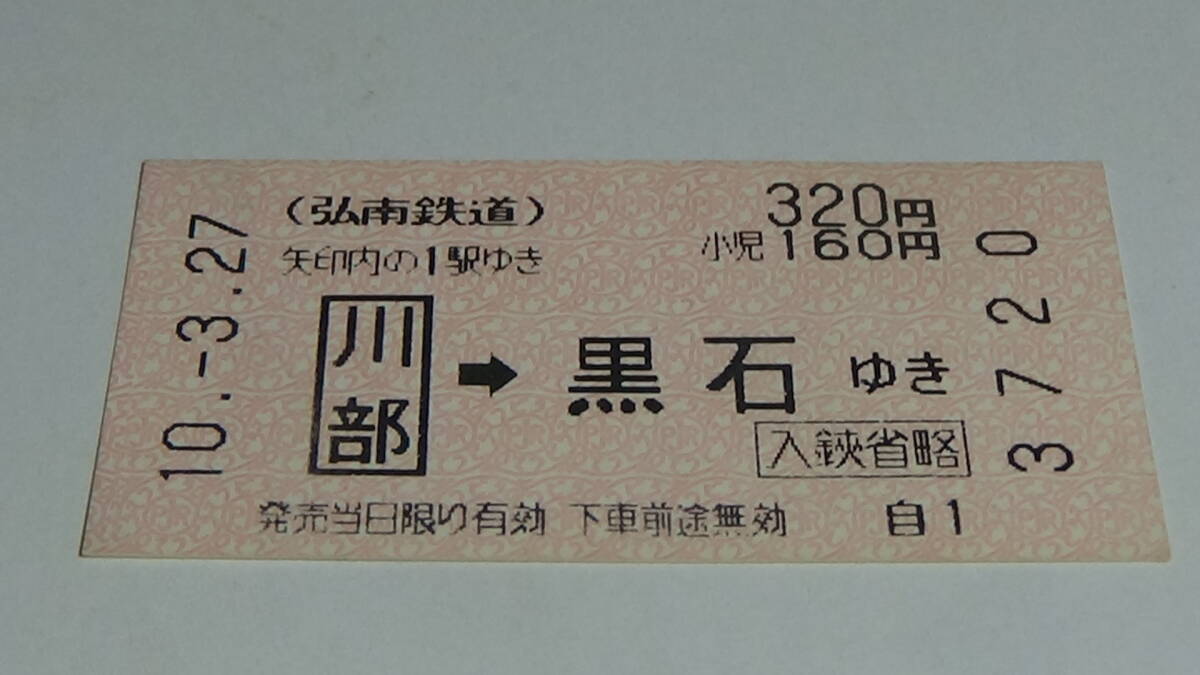 10.-3.27
(弘南鉄道)
320円
矢印内の1駅ゆき
小児160円
川部
➡
黒石ゆき
入鋏省略
発売当日限り有効 下車前途無効
自1
3720